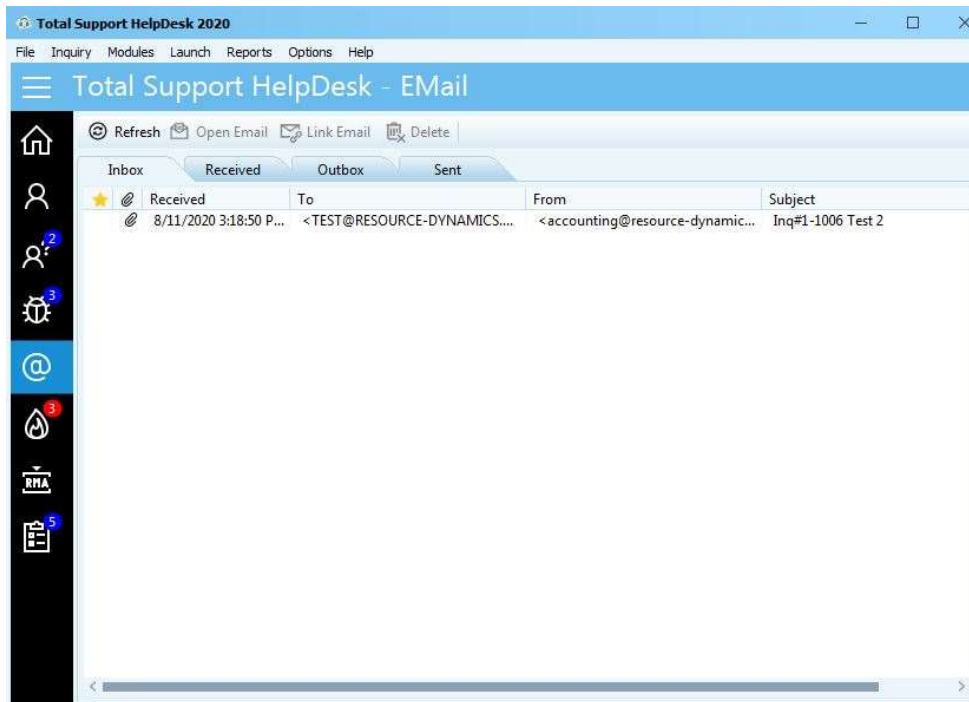 Total Support HelpDesk 2020
File Inquiry Modules Launch Reports Options Help
Total Support HelpDesk - EMail
Refresh Open Email Link Email Delete
Inbox Received Outbox Sent
Received To From Subject
8/11/2020 3:18:50 P... <TEST@RESOURCE-DYNAMICS.... <accounting@resource-dynamic... Inq#1-1006 Test 2
2
3
@
3
RMA
5